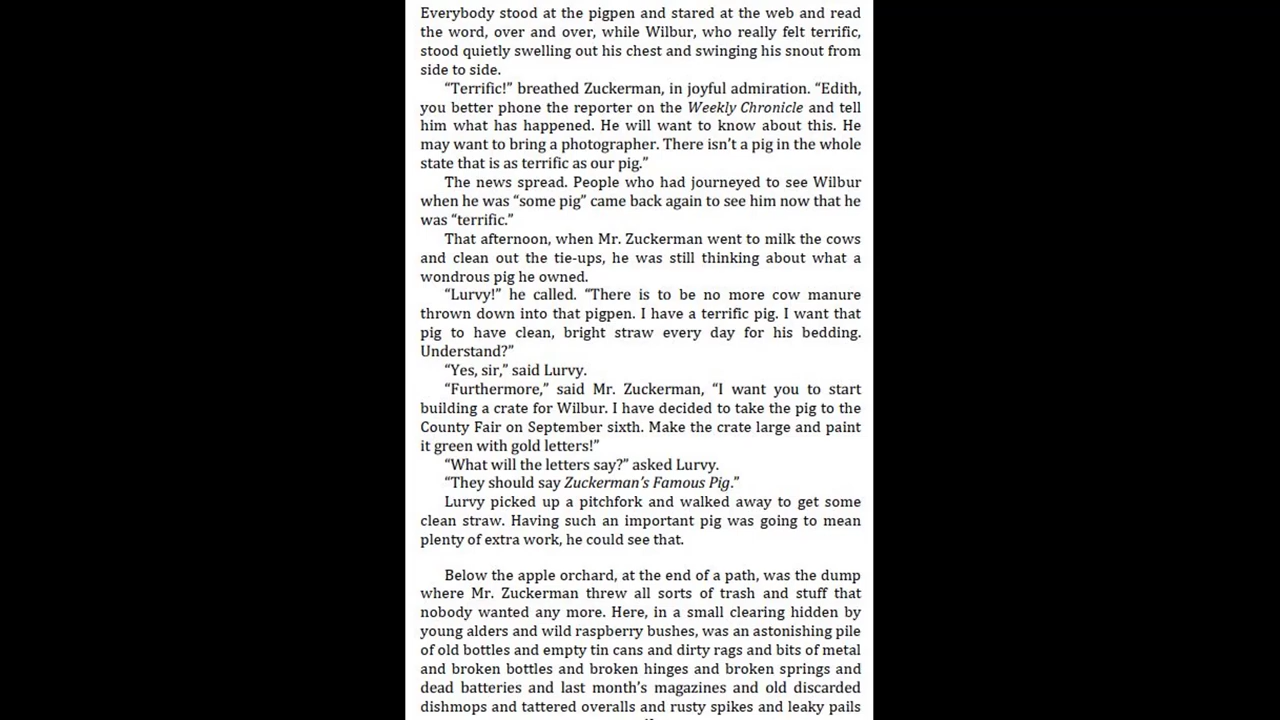 Everybody stood at the pigpen and stared at the web and read
the word, over and over, while Wilbur, who really felt terrific,
stood quietly swelling out his chest and swinging his snout from
side to side.
“Terrific!” breathed Zuckerman, in joyful admiration. “Edith,
you better phone the reporter on the Weekly Chronicle and tell
him what has happened. He will want to know about this. He
may want to bring a photographer. There isn’t a pig in the whole
state that is as terrific as our pig.”
The news spread. People who had journeyed to see Wilbur
when he was “some pig” came back again to see him now that he
was “terrific.”
That afternoon, when Mr. Zuckerman went to milk the cows
and clean out the tie-ups, he was still thinking about what a
wondrous pig he owned.
“Lurvy!” he called. “There is to be no more cow manure
thrown down into that pigpen. I have a terrific pig. I want that
pig to have clean, bright straw every day for his bedding.
Understand?”
“Yes, sir,” said Lurvy.
“Furthermore,” said Mr. Zuckerman, “I want you to start
building a crate for Wilbur. I have decided to take the pig to the
County Fair on September sixth. Make the crate large and paint
it green with gold letters!”
“What will the letters say?” asked Lurvy.
“They should say Zuckerman’s Famous Pig.”
Lurvy picked up a pitchfork and walked away to get some
clean straw. Having such an important pig was going to mean
plenty of extra work, he could see that.
Below the apple orchard, at the end of a path, was the dump
where Mr. Zuckerman threw all sorts of trash and stuff that
nobody wanted any more. Here, in a small clearing hidden by
young alders and wild raspberry bushes, was an astonishing pile
of old bottles and empty tin cans and dirty rags and bits of metal
and broken bottles and broken hinges and broken springs and
dead batteries and last month’s magazines and old discarded
dishmops and tattered overalls and rusty spikes and leaky pails